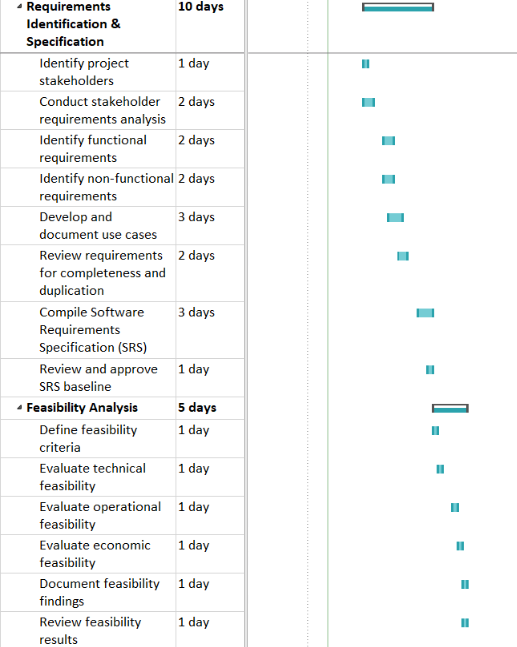 Requirements 10 days
Identification &
Specification
Identify project 1 day
stakeholders
Conduct stakeholder 2 days
requirements analysis
Identify functional 2 days
requirements
Identify non-functional 2 days
requirements
Develop and 3 days
document use cases
Review requirements 2 days
for completeness and
duplication
Compile Software 3 days
Requirements
Specification (SRS)
Review and approve 1 day
SRS baseline
Feasibility Analysis 5 days
Define feasibility 1 day
criteria
Evaluate technical 1 day
feasibility
Evaluate operational 1 day
feasibility
Evaluate economic 1 day
feasibility
Document feasibility 1 day
findings
Review feasibility 1 day
results